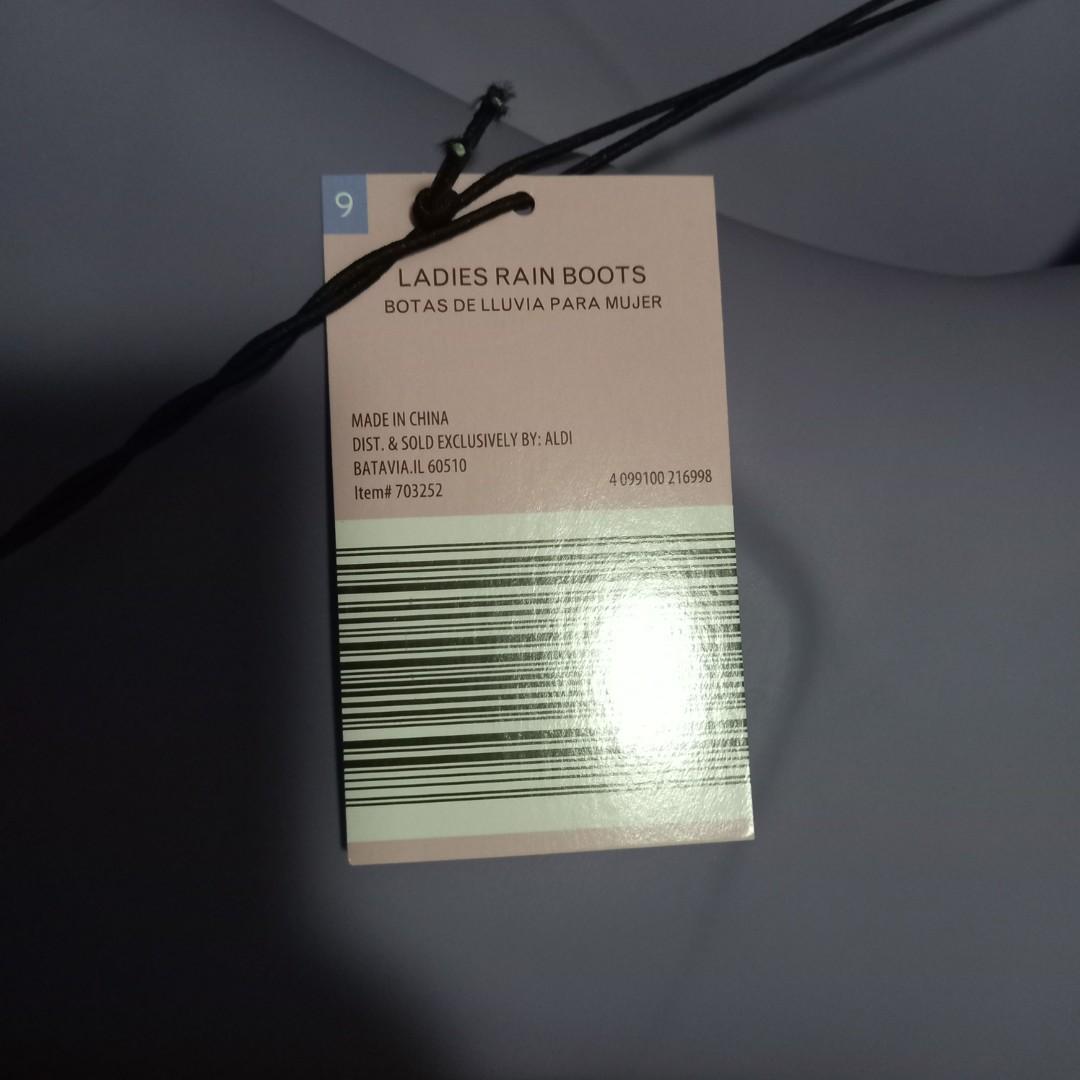 9
LADIES RAIN BOOTS
BOTAS DE LLUVIA PARA MUJER
MADE IN CHINA
DIST. & SOLD EXCLUSIVELY BY: ALDI
BATAVIA.IL 60510
Item# 703252
4 099100 216998